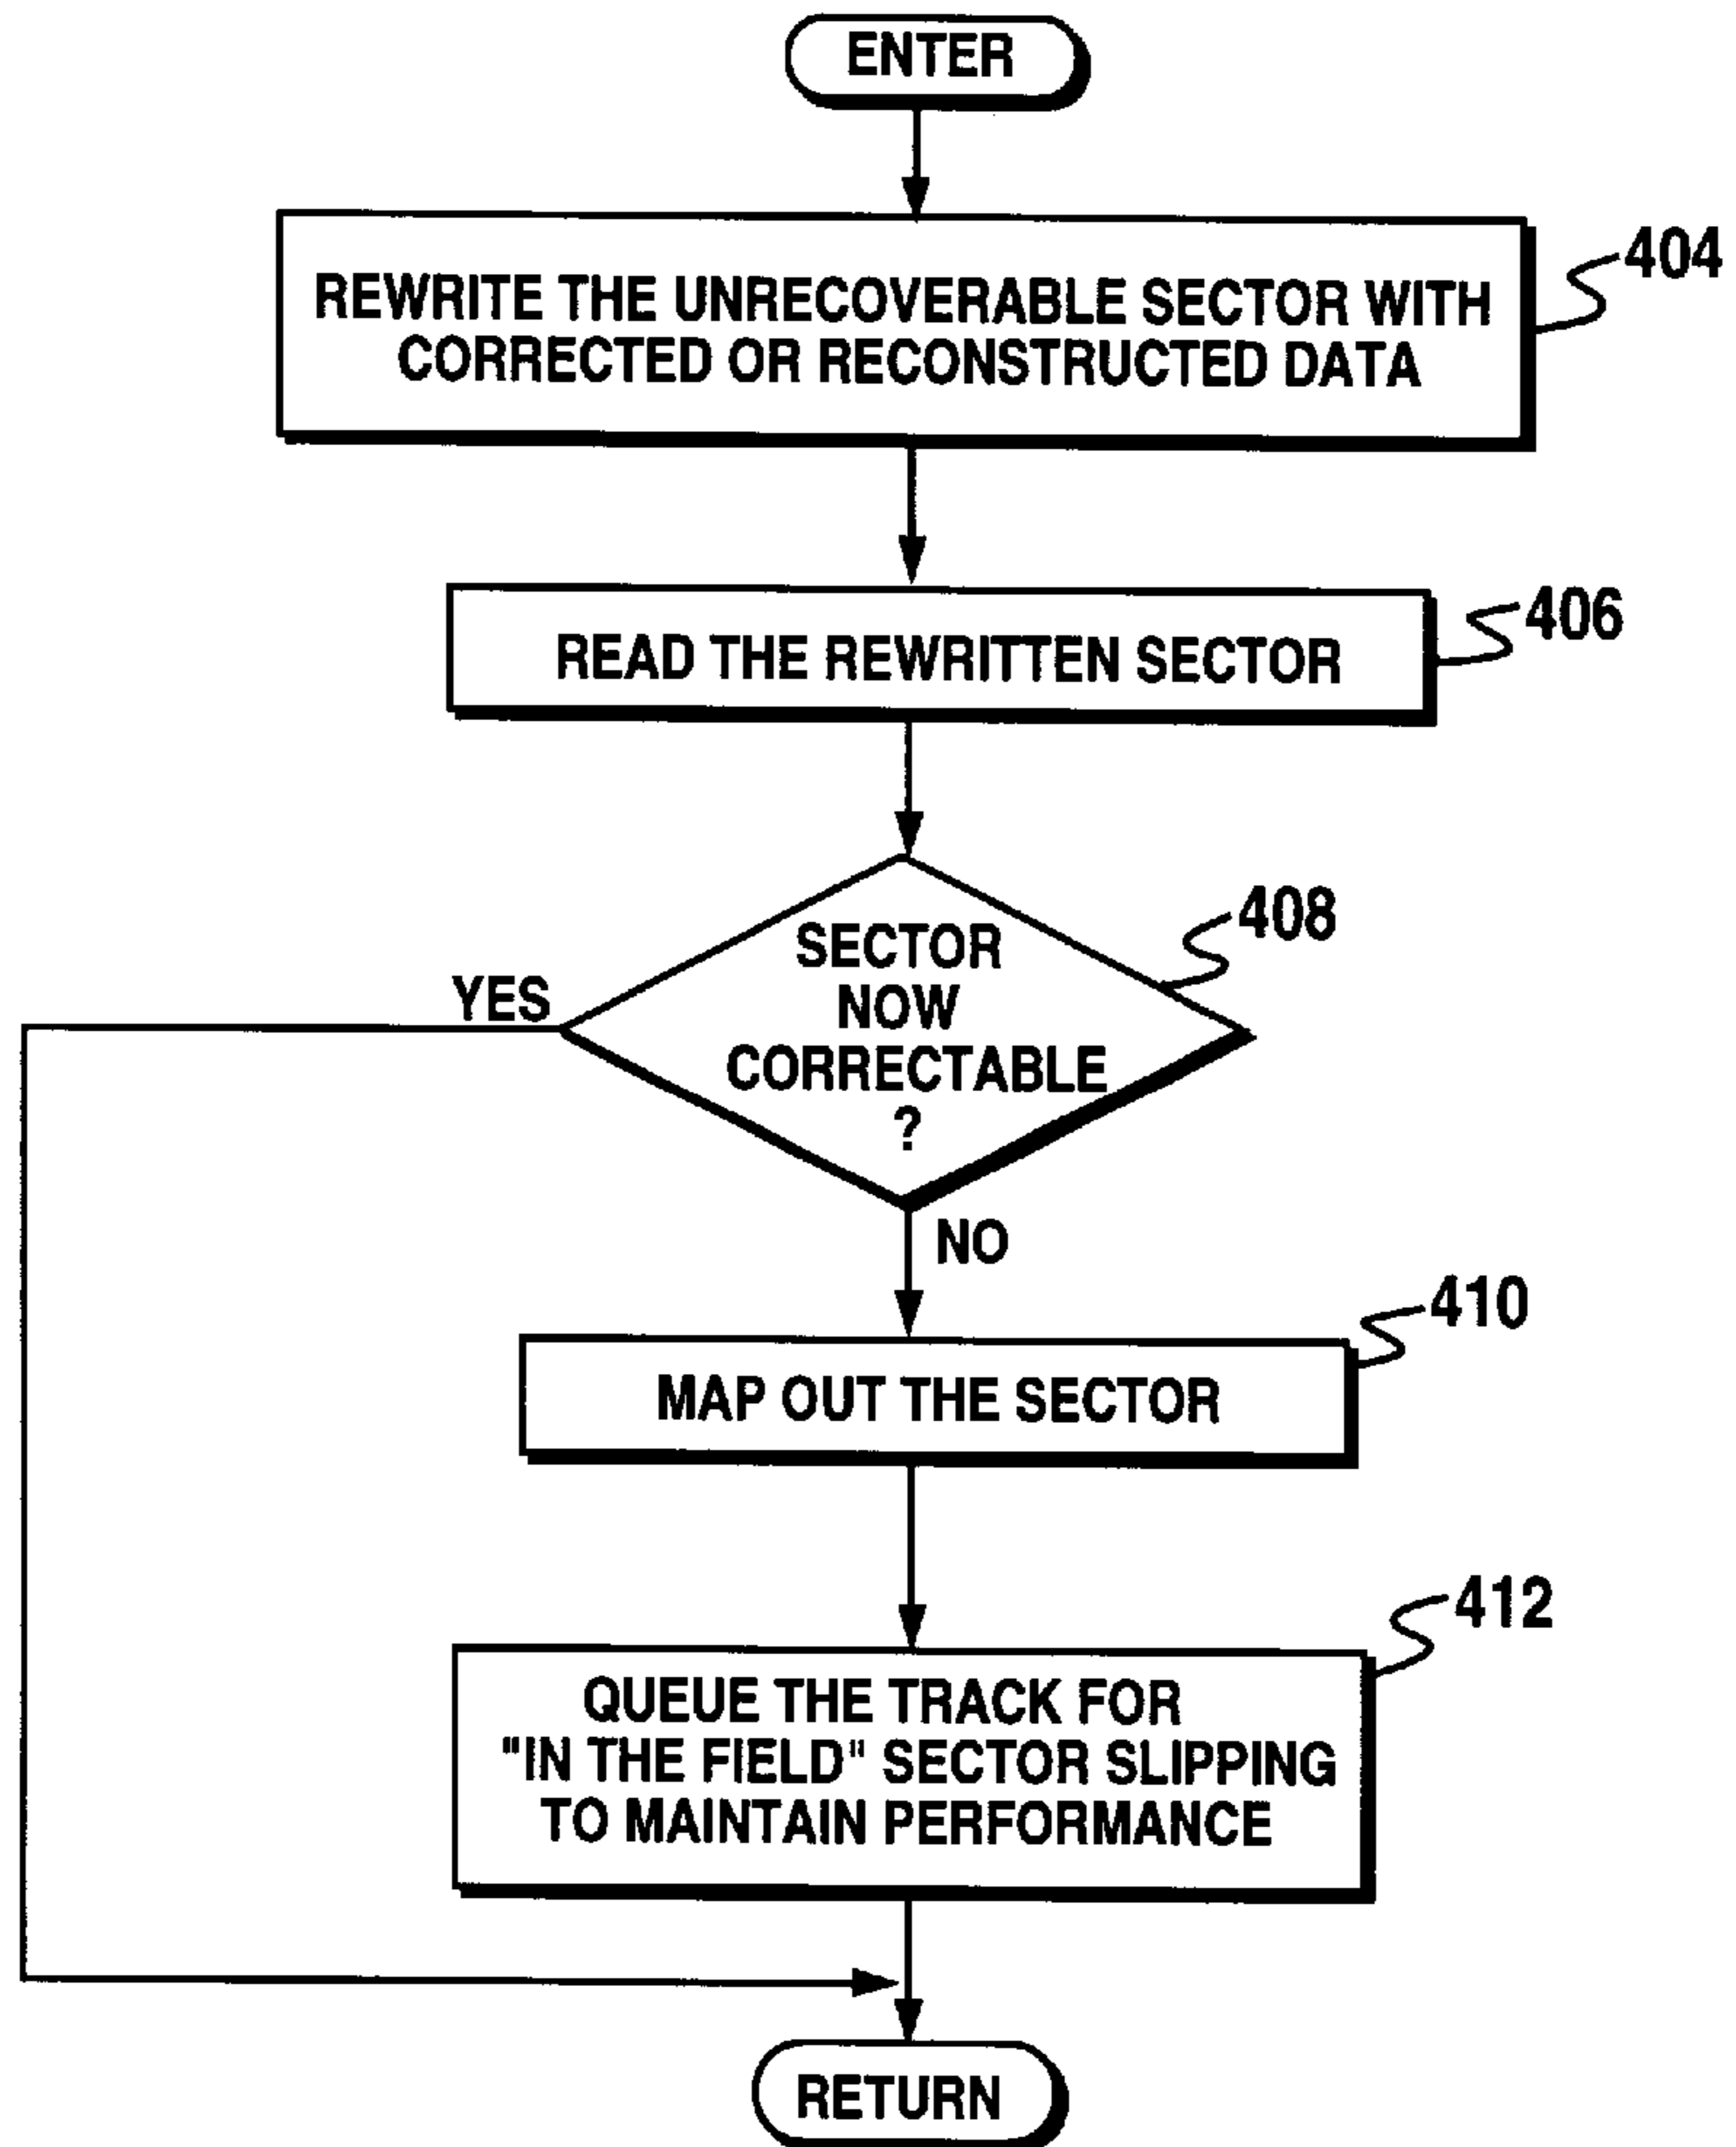 ENTER
REWRITE THE UNRECOVERABLE SECTOR WITH
CORRECTED OR RECONSTRUCTED DATA
404
READ THE REWRITTEN SECTOR
406
SECTOR
NOW
CORRECTABLE
?
408
YES
NO
MAP OUT THE SECTOR
410
QUEUE THE TRACK FOR
"IN THE FIELD" SECTOR SLIPPING
TO MAINTAIN PERFORMANCE
412
RETURN